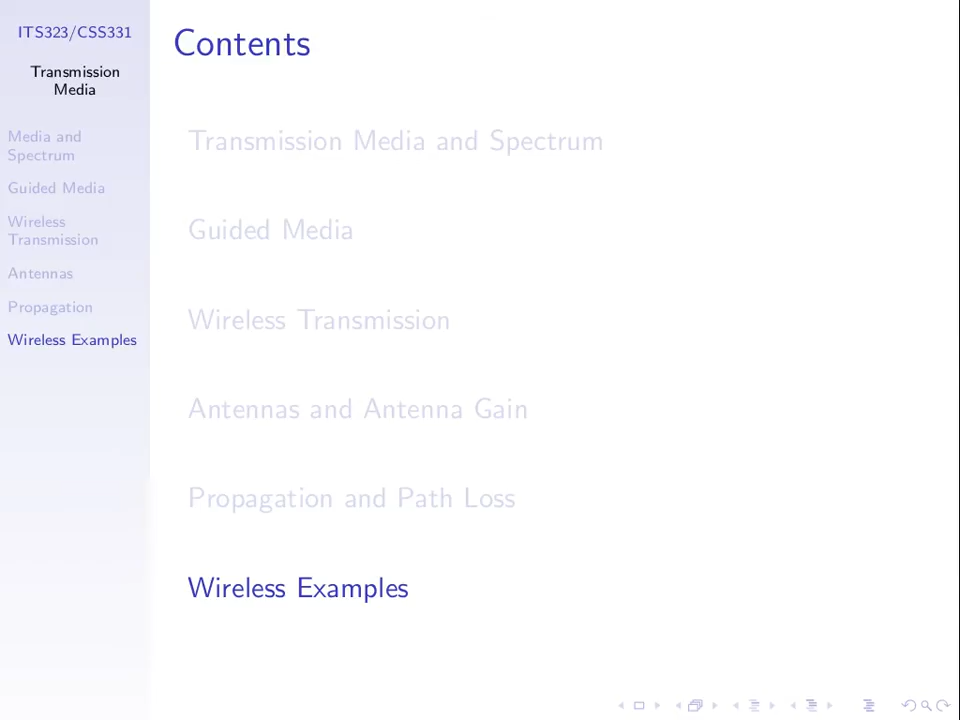 ITS323/CSS331
Transmission
Media
Media and
Spectrum
Guided Media
Wireless
Transmission
Antennas
Propagation
Wireless Examples
Contents
Transmission Media and Spectrum
Guided Media
Wireless Transmission
Antennas and Antenna Gain
Propagation and Path Loss
Wireless Examples